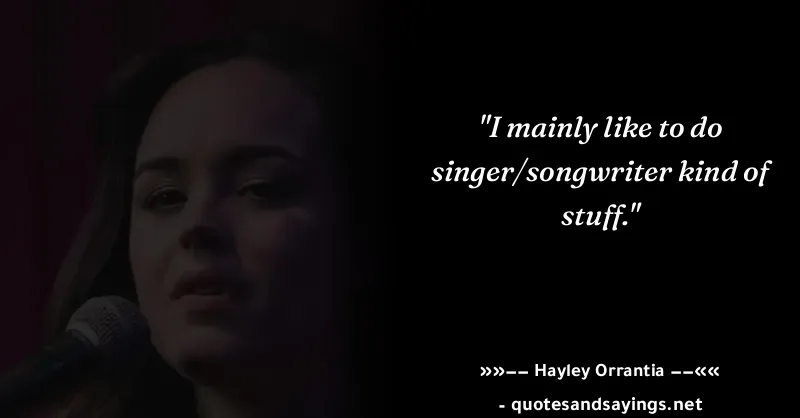 "I mainly like to do
singer/songwriter kind of
stuff."
»»−− Hayley Orrantia −−««
- quotesandsayings.net